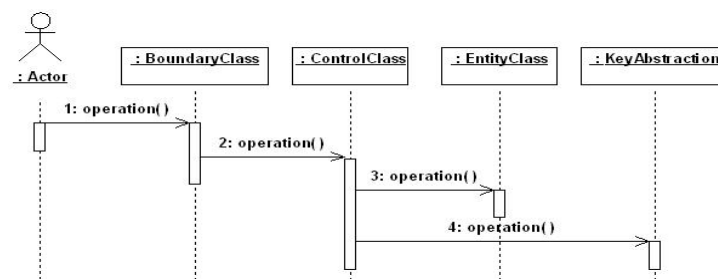 : Actor
: BoundaryClass
: ControlClass
: EntityClass
: KeyAbstraction
1: operation()
2: operation()
3: operation()
4: operation()